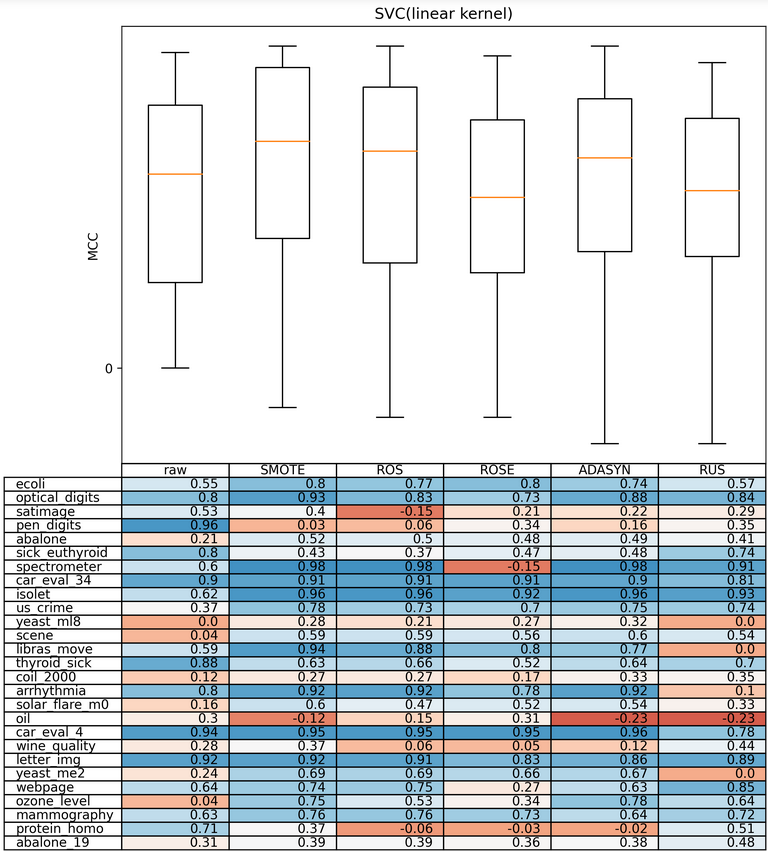 SVC(linear kernel)
MCC
0
raw SMOTE ROS ROSE ADASYN RUS
ecoli 0.55 0.8 0.77 0.8 0.74 0.57
optical_digits 0.8 0.93 0.83 0.73 0.88 0.84
satimage 0.53 0.4 -0.15 0.21 0.22 0.29
pen_digits 0.96 0.03 0.06 0.34 0.16 0.35
abalone 0.21 0.52 0.5 0.48 0.49 0.41
sick_euthyroid 0.8 0.43 0.37 0.47 0.48 0.74
spectrometer 0.6 0.98 0.98 -0.15 0.98 0.91
car_eval_34 0.9 0.91 0.91 0.91 0.9 0.81
isolet 0.62 0.96 0.96 0.92 0.96 0.93
us_crime 0.37 0.78 0.73 0.7 0.75 0.74
yeast_ml8 0.0 0.28 0.21 0.27 0.32 0.0
scene 0.04 0.59 0.59 0.56 0.6 0.54
libras_move 0.59 0.94 0.88 0.8 0.77 0.0
thyroid_sick 0.88 0.63 0.66 0.52 0.64 0.7
coil_2000 0.12 0.27 0.27 0.17 0.33 0.35
arrhythmia 0.8 0.92 0.92 0.78 0.92 0.1
solar_flare_m0 0.16 0.6 0.47 0.52 0.54 0.33
oil 0.3 -0.12 0.15 0.31 -0.23 -0.23
car_eval_4 0.94 0.95 0.95 0.95 0.96 0.78
wine_quality 0.28 0.37 0.06 0.05 0.12 0.44
letter_img 0.92 0.92 0.91 0.83 0.86 0.89
yeast_me2 0.24 0.69 0.69 0.66 0.67 0.0
webpage 0.64 0.74 0.75 0.27 0.63 0.85
ozone_level 0.04 0.75 0.53 0.34 0.78 0.64
mammography 0.63 0.76 0.76 0.73 0.64 0.72
protein_homo 0.71 0.37 -0.06 -0.03 -0.02 0.51
abalone_19 0.31 0.39 0.39 0.36 0.38 0.48